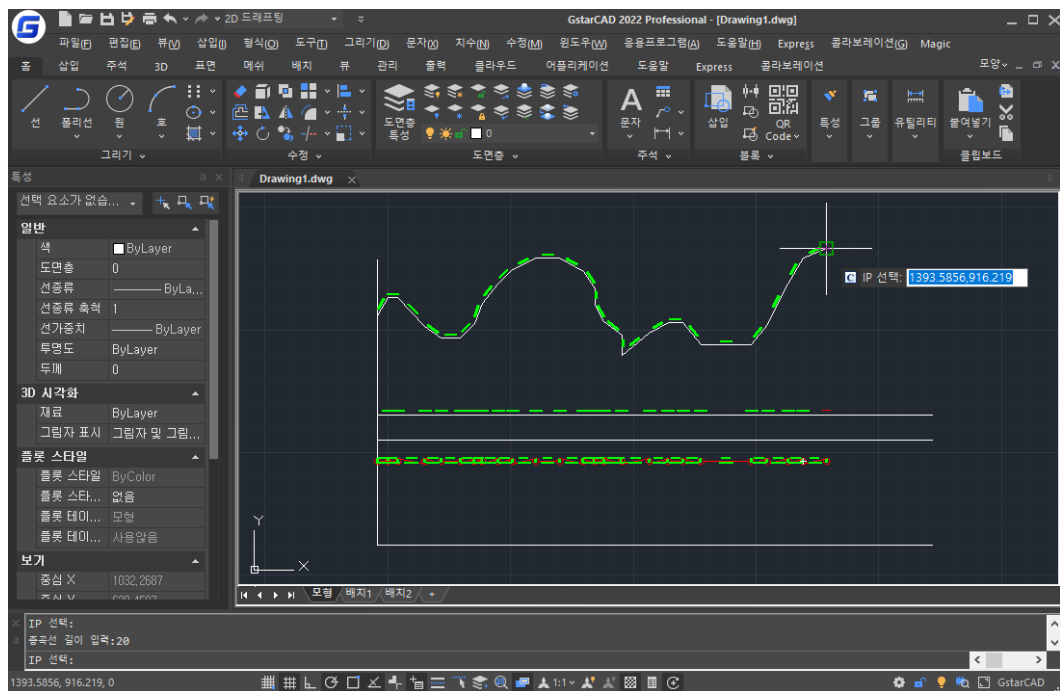 2D 드래프팅
GstarCAD 2022 Professional - [Drawing1.dwg]
파일(F) 편집(E) 뷰(V) 삽입(I) 형식(O) 도구(T) 그리기(D) 문자(X) 치수(N) 수정(M) 윈도우(W) 응용프로그램(A) 도움말(H) Express 콜라보레이션(G) Magic
홈 삽입 주석 3D 표면 메쉬 배치 뷰 관리 출력 클라우드 어플리케이션 도움말 Express 콜라보레이션 모양
선 폴리선 원 호
도면층 특성
0
문자
삽입
QR Code
특성 그룹 유틸리티 붙여넣기
그리기 수정 도면층 주석 블록 클립보드
특성
Drawing1.dwg
선택 요소가 없습...
일반
색 ByLayer
도면층 0
선종류 ByLa...
선종류 축척 1
선가중치 ByLayer
투명도 ByLayer
두께 0
3D 시각화
재료 ByLayer
그림자 표시 그림자 및 그림...
플롯 스타일
플롯 스타일 ByColor
플롯 스타... 없음
플롯 테이... 모형
플롯 테이... 사용않음
보기
중심 X 1032,2687
IP 선택: 1393.5856,916.219
Y
X
모형 배치1 배치2 +
IP 선택:
종곡선 길이 입력:20
IP 선택:
1393.5856, 916.219, 0
1:1
GstarCAD